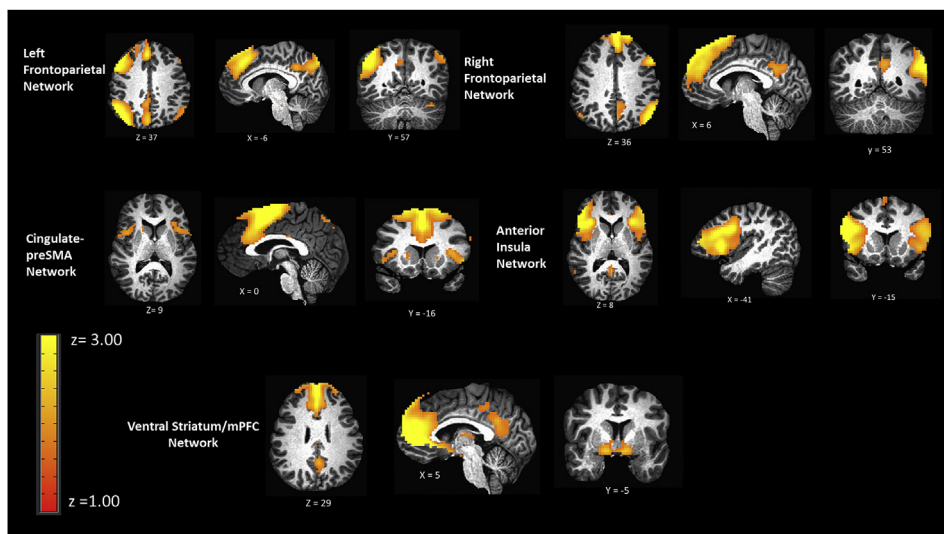 Left
Frontoparietal
Network
Z = 37
X = -6
Y = 57
Right
Frontoparietal
Network
Z = 36
X = 6
y = 53
Cingulate-
preSMA
Network
Z= 9
X = 0
Y = -16
Anterior
Insula
Network
Z = 8
X = -41
Y = -15
z= 3.00
z =1.00
Ventral Striatum/mPFC
Network
Z = 29
X = 5
Y = -5